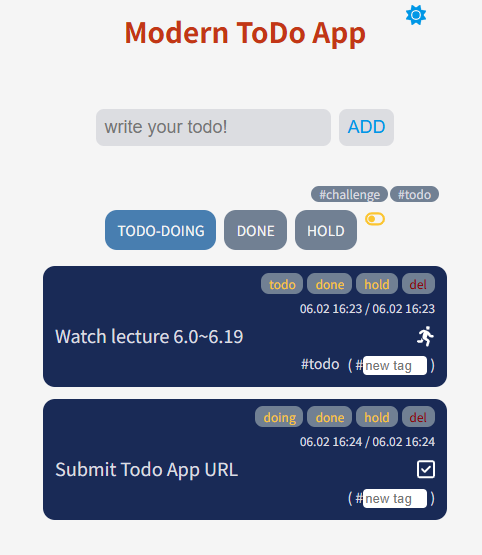 Modern ToDo App
write your todo! ADD
#challenge #todo
TODO-DOING DONE HOLD
todo done hold del
06.02 16:23 / 06.02 16:23
Watch lecture 6.0~6.19
#todo ( # new tag )
doing done hold del
06.02 16:24 / 06.02 16:24
Submit Todo App URL
( # new tag )